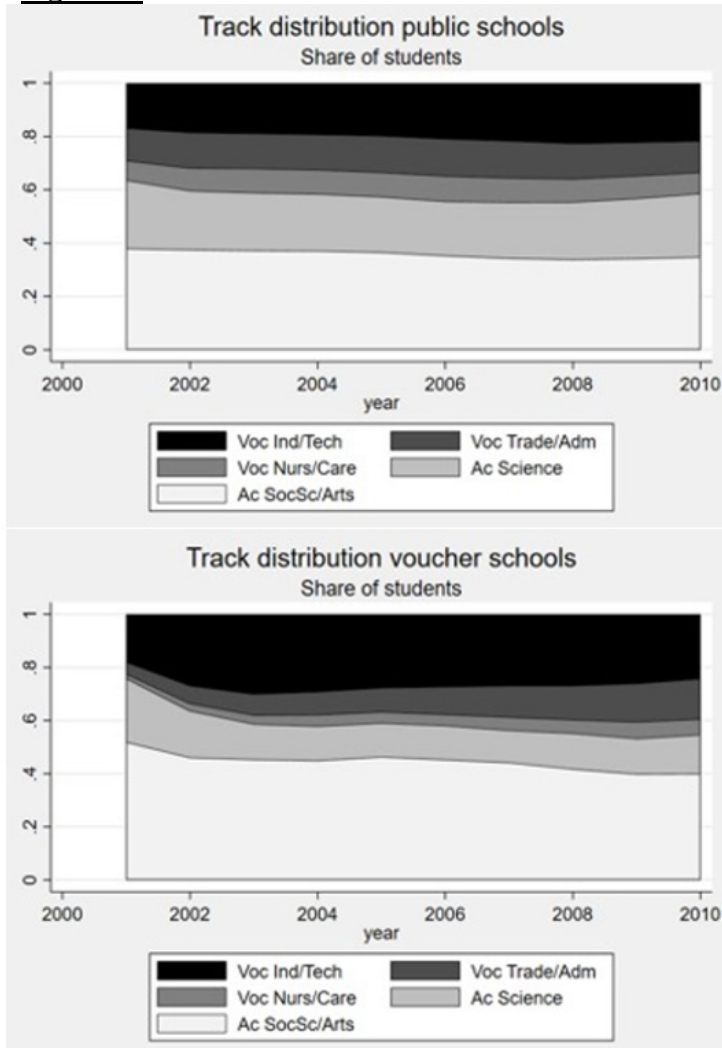 Track distribution public schools
Share of students
1
.8
.6
.4
.2
0
2000 2002 2004 2006 2008 2010
year
Voc Ind/Tech Voc Trade/Adm
Voc Nurs/Care Ac Science
Ac SocSc/Arts
Track distribution voucher schools
Share of students
1
.8
.6
.4
.2
0
2000 2002 2004 2006 2008 2010
year
Voc Ind/Tech Voc Trade/Adm
Voc Nurs/Care Ac Science
Ac SocSc/Arts